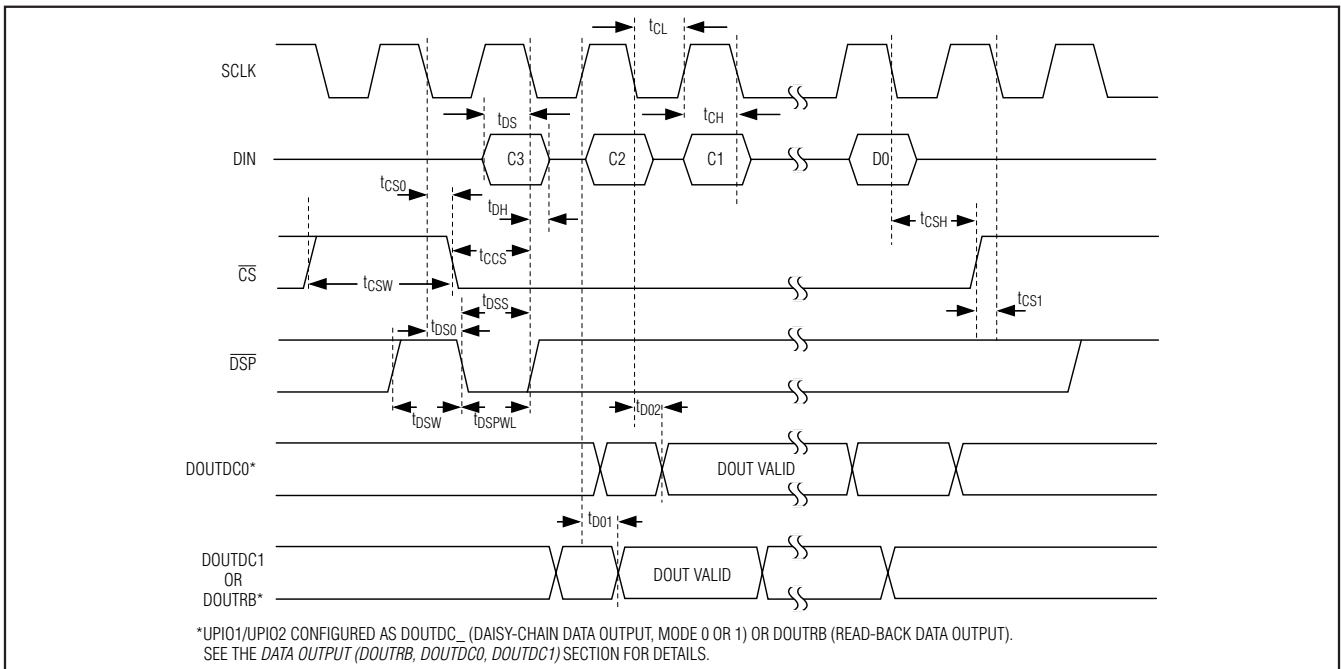 tCL
SCLK
tDS
tCH
DIN
C3
C2
C1
D0
tCS0
tDH
tCSH
tCCS
CS
tCSW
tDSS
tCS1
tDS0
DSP
tD02
tDSW
tDSPWL
DOUTDC0*
DOUT VALID
tD01
DOUTDC1
OR
DOUTRB*
DOUT VALID
*UPIO1/UPIO2 CONFIGURED AS DOUTDC_ (DAISY-CHAIN DATA OUTPUT, MODE 0 OR 1) OR DOUTRB (READ-BACK DATA OUTPUT).
SEE THE DATA OUTPUT (DOUTRB, DOUTDC0, DOUTDC1) SECTION FOR DETAILS.